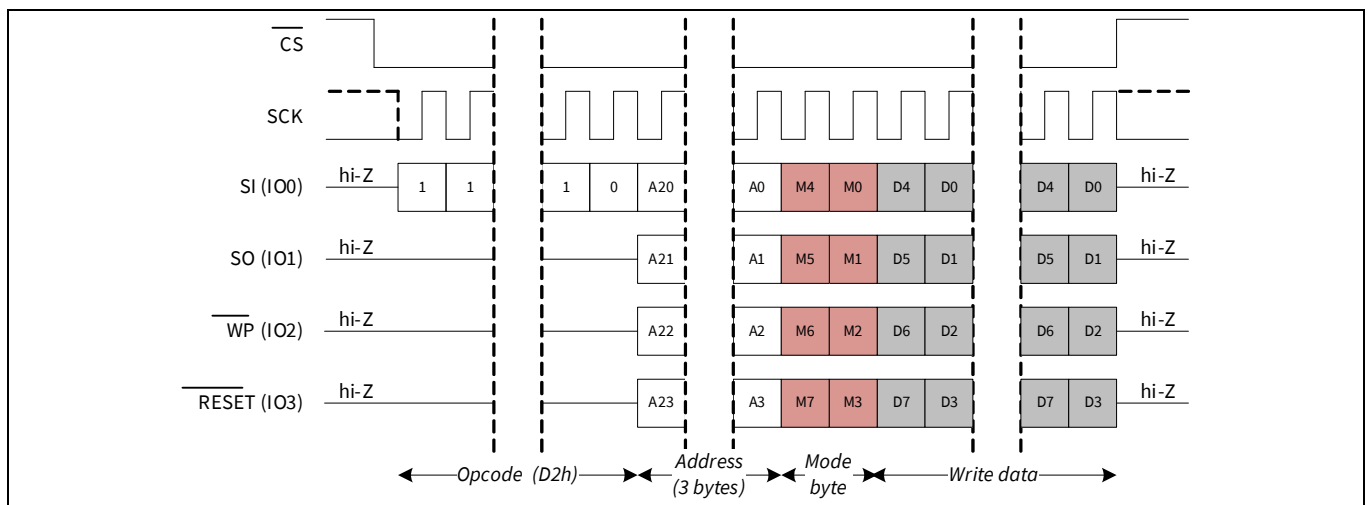 CS
SCK
SI (IO0) hi-Z 1 1 1 0 A20 A0 M4 M0 D4 D0 D4 D0 hi-Z
SO (IO1) hi-Z A21 A1 M5 M1 D5 D1 D5 D1 hi-Z
WP (IO2) hi-Z A22 A2 M6 M2 D6 D2 D6 D2 hi-Z
RESET (IO3) hi-Z A23 A3 M7 M3 D7 D3 D7 D3 hi-Z
Opcode (D2h) Address (3 bytes) Mode byte Write data